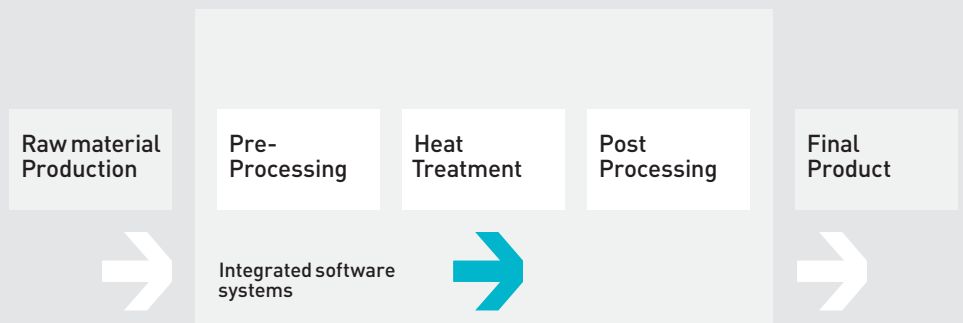 Raw material
Production
Pre-
Processing
Heat
Treatment
Post
Processing
Final
Product
Integrated software
systems